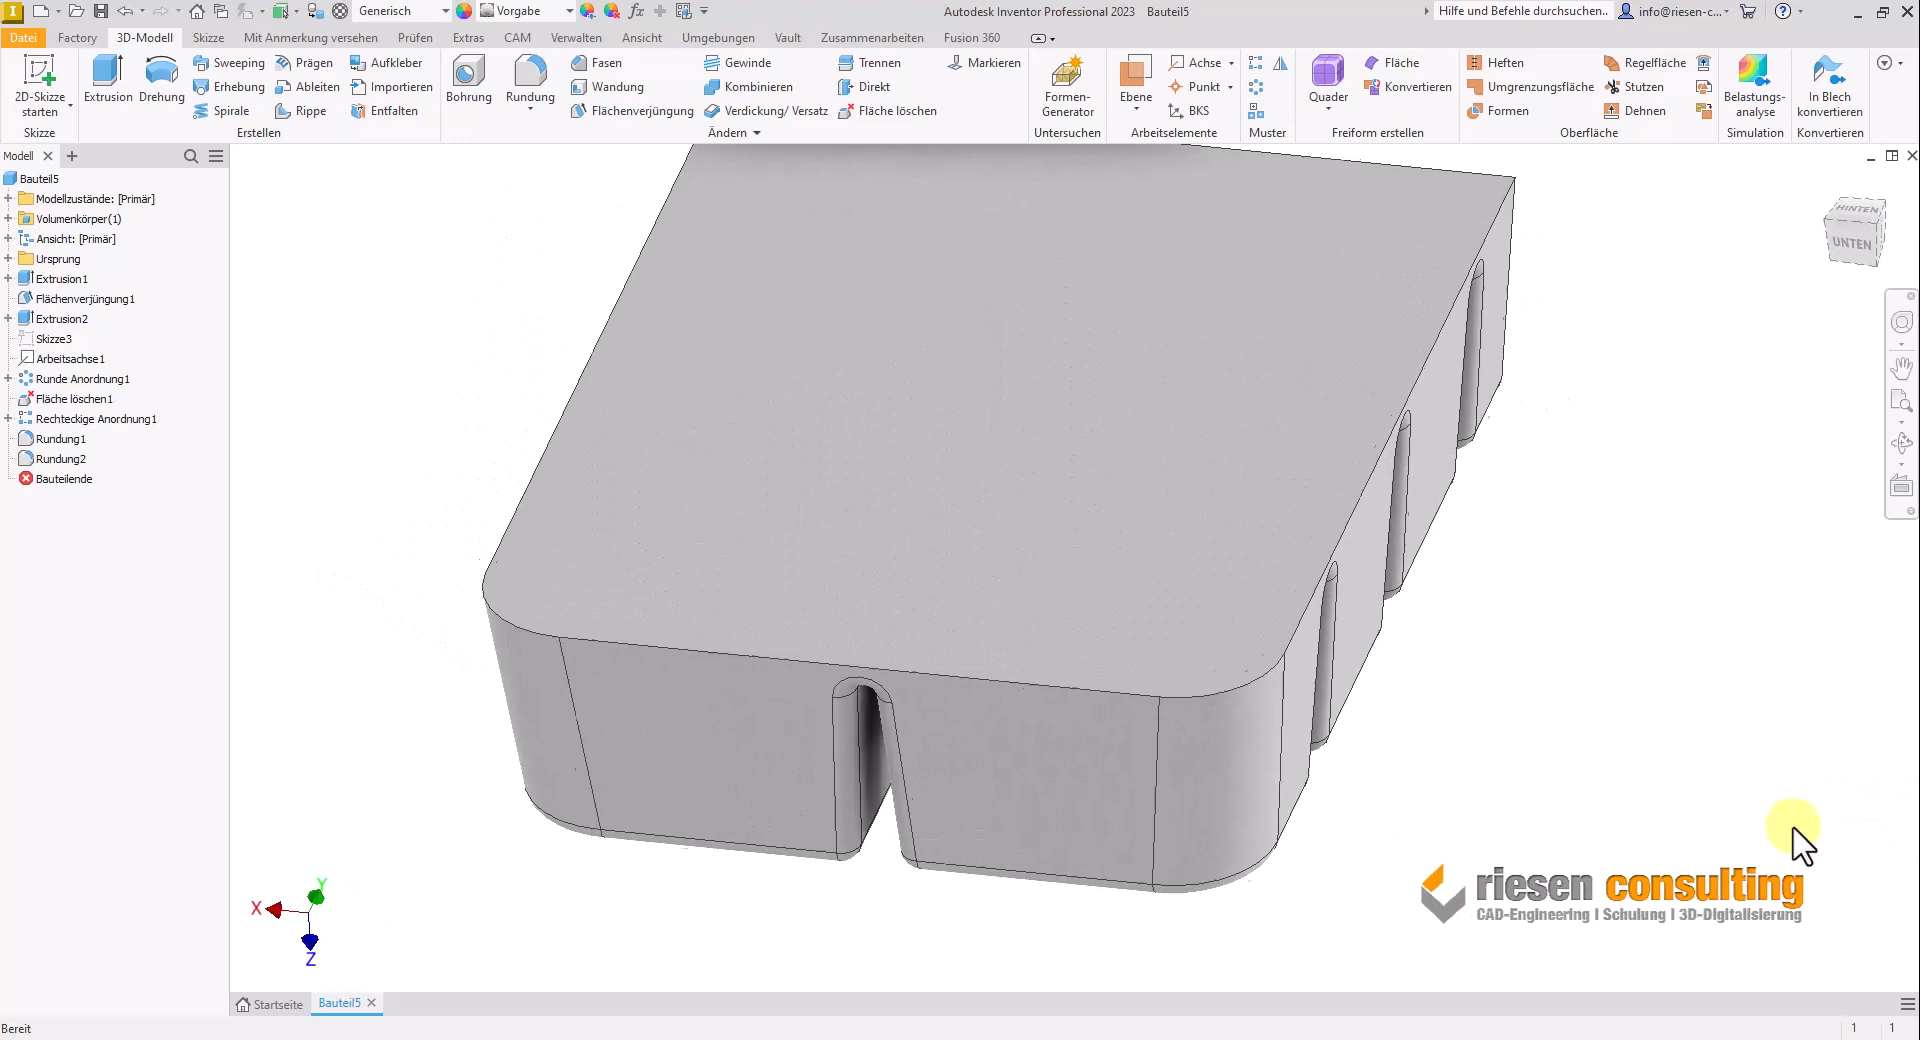 Generisch
Vorgabe
Autodesk Inventor Professional 2023 Bauteil5
Hilfe und Befehle durchsuchen..
info@riesen-c...
Datei Factory 3D-Modell Skizze Mit Anmerkung versehen Prüfen Extras CAM Verwalten Ansicht Umgebungen Vault Zusammenarbeiten Fusion 360
2D-Skizze starten
Skizze
Extrusion Drehung
Sweeping Prägen Aufkleber
Erhebung Ableiten Importieren
Spirale Rippe Entfalten
Erstellen
Bohrung Rundung
Fasen Gewinde Trennen Markieren
Wandung Kombinieren Direkt
Flächenverjüngung Verdickung/ Versatz Fläche löschen
Ändern
Formen-
Generator
Untersuchen
Ebene
Achse
Punkt
BKS
Arbeitselemente
Muster
Quader
Fläche
Konvertieren
Freiform erstellen
Heften Regelfläche
Umgrenzungsfläche Stutzen
Formen Dehnen
Oberfläche
Belastungs-
analyse
Simulation
In Blech
konvertieren
Konvertieren
Modell
Bauteil5
Modellzustände: [Primär]
Volumenkörper(1)
Ansicht: [Primär]
Ursprung
Extrusion1
Flächenverjüngung1
Extrusion2
Skizze3
Arbeitsachse1
Runde Anordnung1
Fläche löschen1
Rechteckige Anordnung1
Rundung1
Rundung2
Bauteilende
HINTEN
UNTEN
X
Y
Z
riesen consulting
CAD-Engineering | Schulung | 3D-Digitalisierung
Startseite
Bauteil5
Bereit
1 1